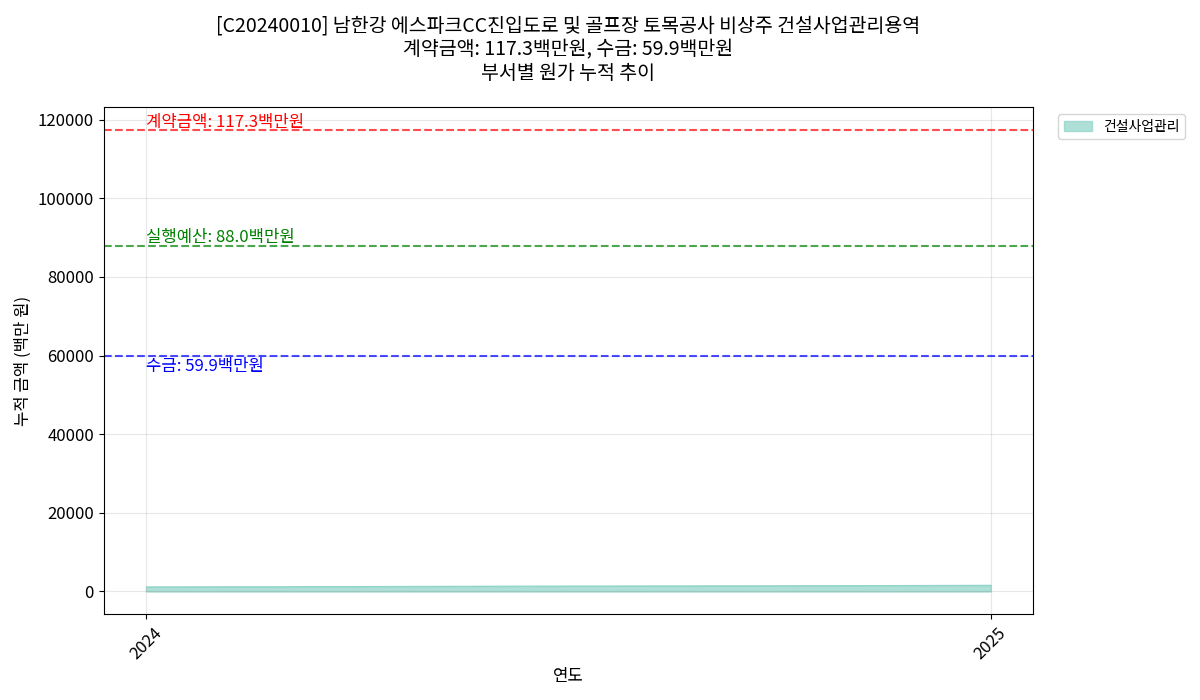 [C20240010] 남한강 에스파크CC진입도로 및 골프장 토목공사 비상주 건설사업관리용역
계약금액: 117.3백만원, 수금: 59.9백만원
부서별 원가 누적 추이
120000
100000
80000
60000
40000
20000
0
누적 금액 (백만 원)
계약금액: 117.3백만원
실행예산: 88.0백만원
수금: 59.9백만원
건설사업관리
2024
2025
연도